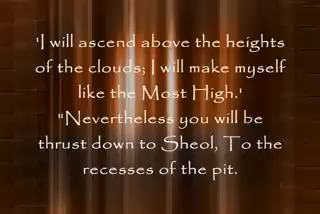 'I will ascend above the heights
of the clouds; I will make myself
like the Most High.'
"Nevertheless you will be
thrust down to Sheol, To the
recesses of the pit.